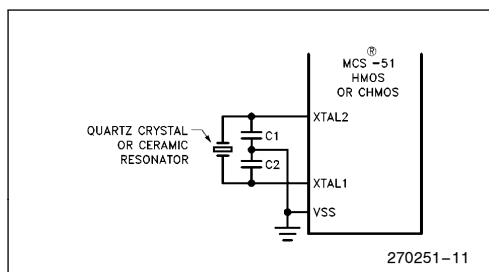 ®
MCS -51
HMOS
OR CHMOS
XTAL2
QUARTZ CRYSTAL
OR CERAMIC
RESONATOR
C1
C2
XTAL1
VSS
270251-11